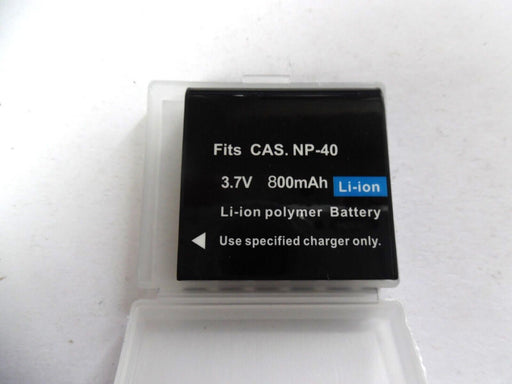 Fits CAS. NP-40
3.7V 800mAh Li-ion
Li-ion polymer Battery
Use specified charger only.